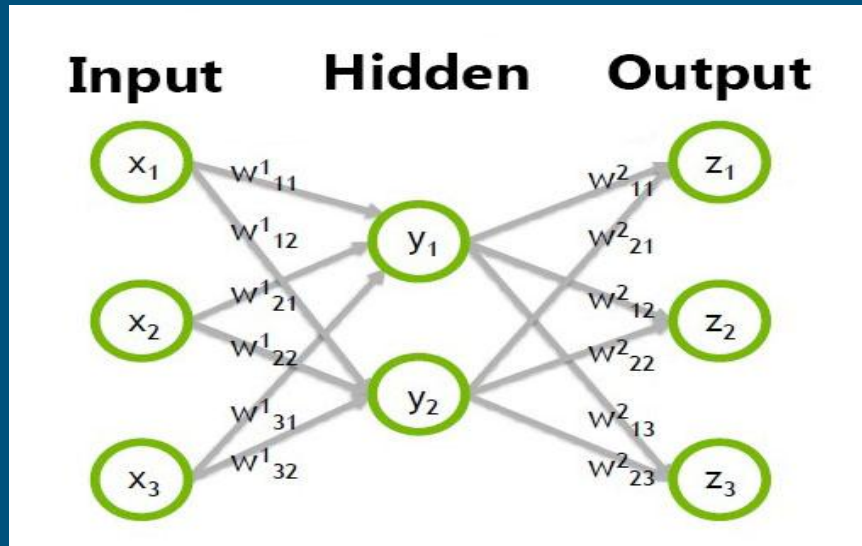 Input Hidden Output
x₁
w¹₁₁
w²₁₁
z₁
w¹₁₂
y₁
w²₂₁
x₂
w¹₂₁
w²₁₂
z₂
w¹₂₂
w²₂₂
y₂
w¹₃₁
w²₁₃
x₃
w¹₃₂
w²₂₃
z₃